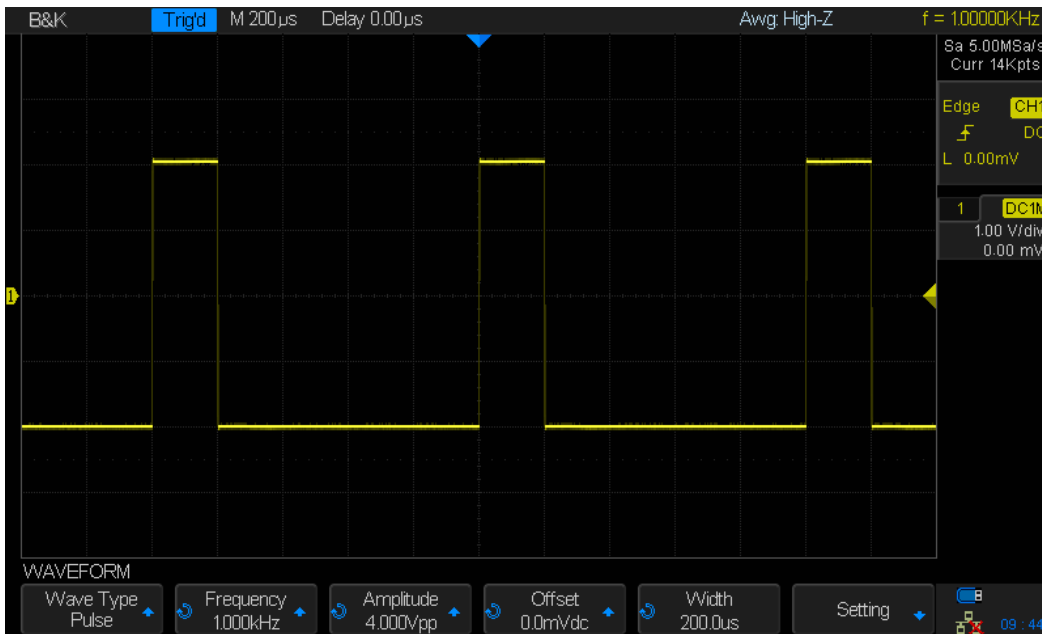 B&K Trig'd M 200µs Delay 0.00µs Awg: High-Z f = 1.00000KHz
Sa 5.00MSa/s
Curr 14Kpts
Edge CH1
DC
L 0.00mV
1 DC1M
1.00 V/div
0.00 mV
1
WAVEFORM
Wave Type
Pulse
Frequency
1.000kHz
Amplitude
4.000Vpp
Offset
0.0mVdc
Width
200.0us
Setting
09:44